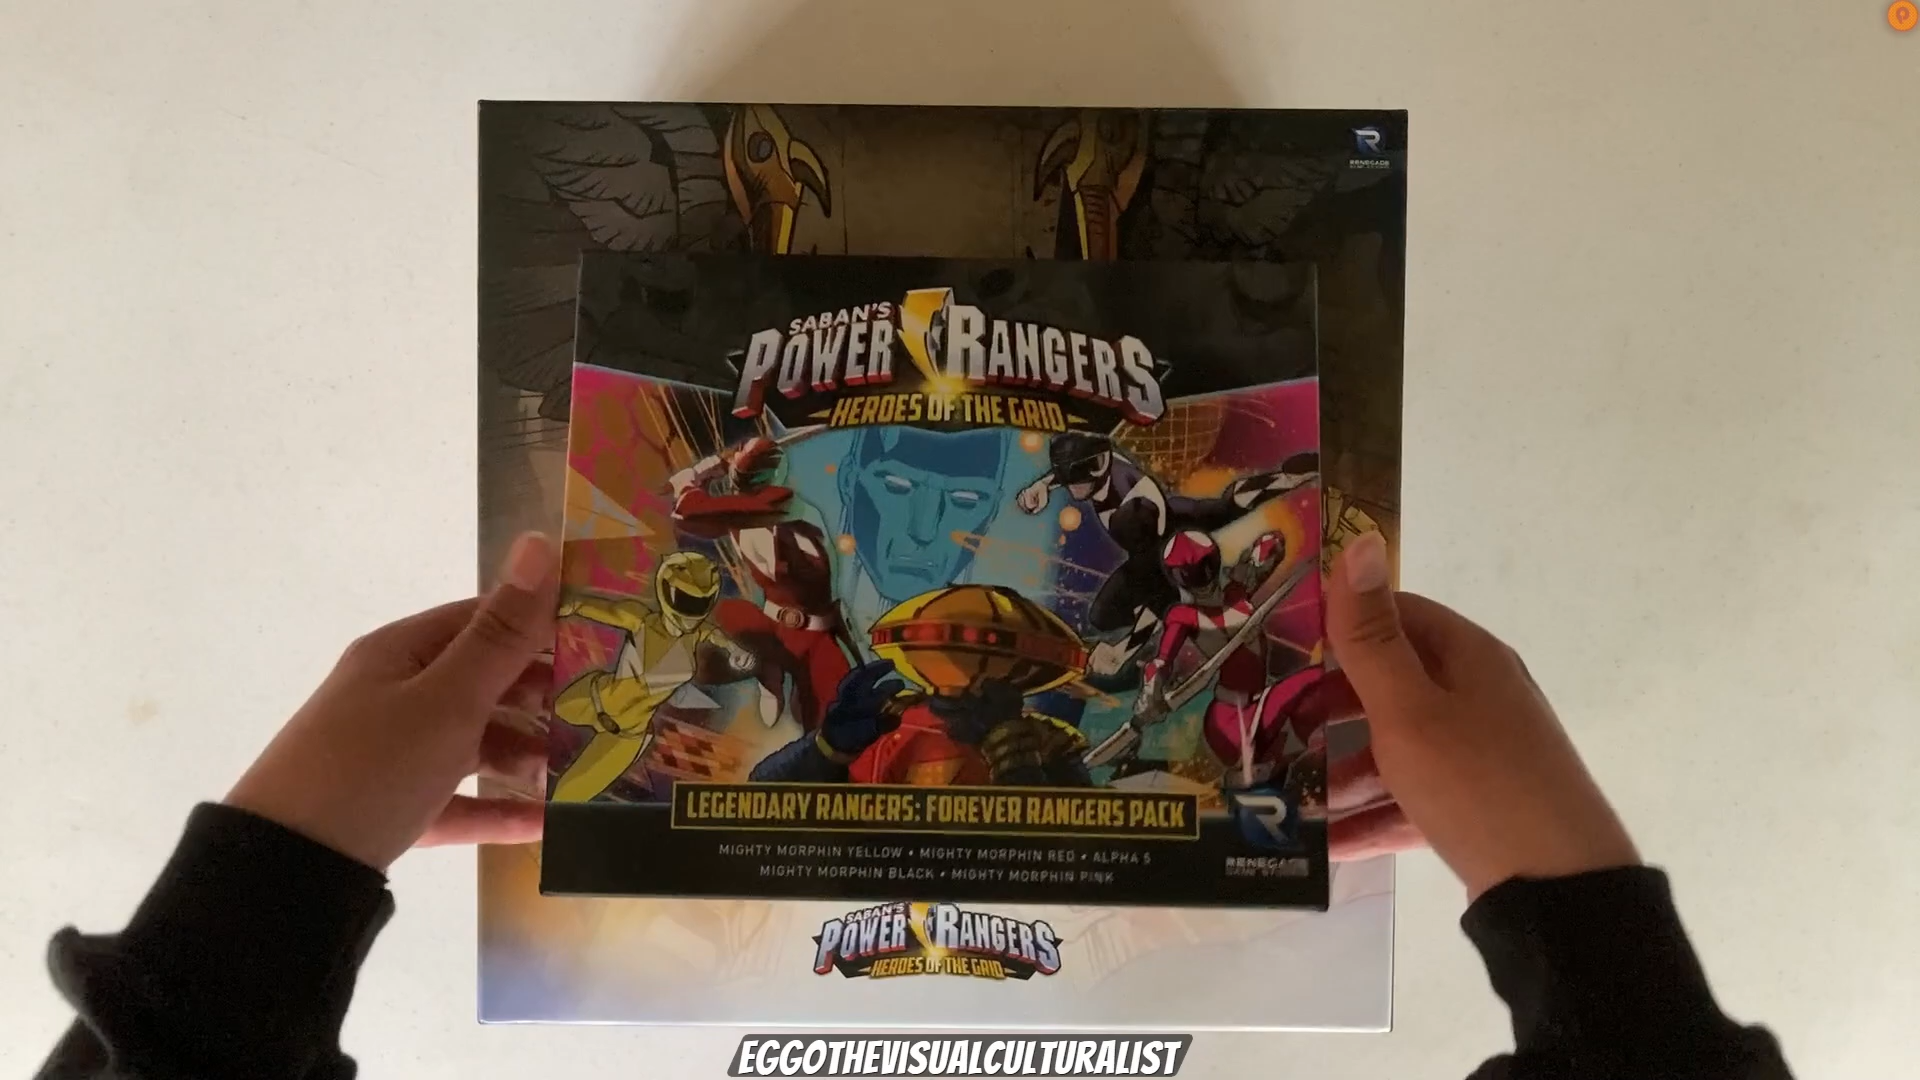 RENEGADE
SABAN'S
POWER RANGERS
HEROES OF THE GRID
LEGENDARY RANGERS: FOREVER RANGERS PACK
MIGHTY MORPHIN YELLOW • MIGHTY MORPHIN RED • ALPHA 5
MIGHTY MORPHIN BLACK • MIGHTY MORPHIN PINK
RENEGADE
SABAN'S
POWER RANGERS
HEROES OF THE GRID
EGGOTHEVISUALCULTURALIST